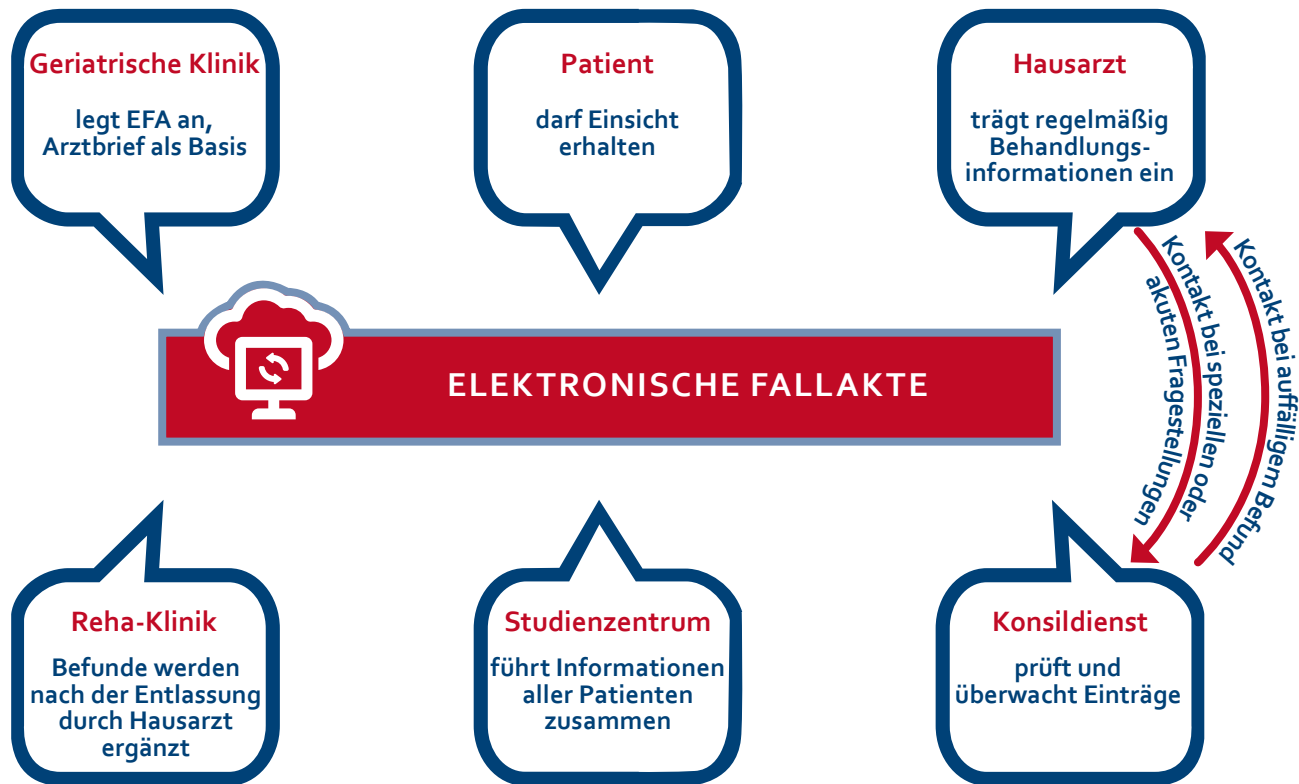 Geriatrische Klinik
legt EFA an,
Arztbrief als Basis
Patient
darf Einsicht
erhalten
Hausarzt
trägt regelmäßig
Behandlungs-
informationen ein
Kontakt bei speziellen oder
akuten Fragestellungen
Kontakt bei auffälligem Befund
ELEKTRONISCHE FALLAKTE
Reha-Klinik
Befunde werden
nach der Entlassung
durch Hausarzt
ergänzt
Studienzentrum
führt Informationen
aller Patienten
zusammen
Konsildienst
prüft und
überwacht Einträge